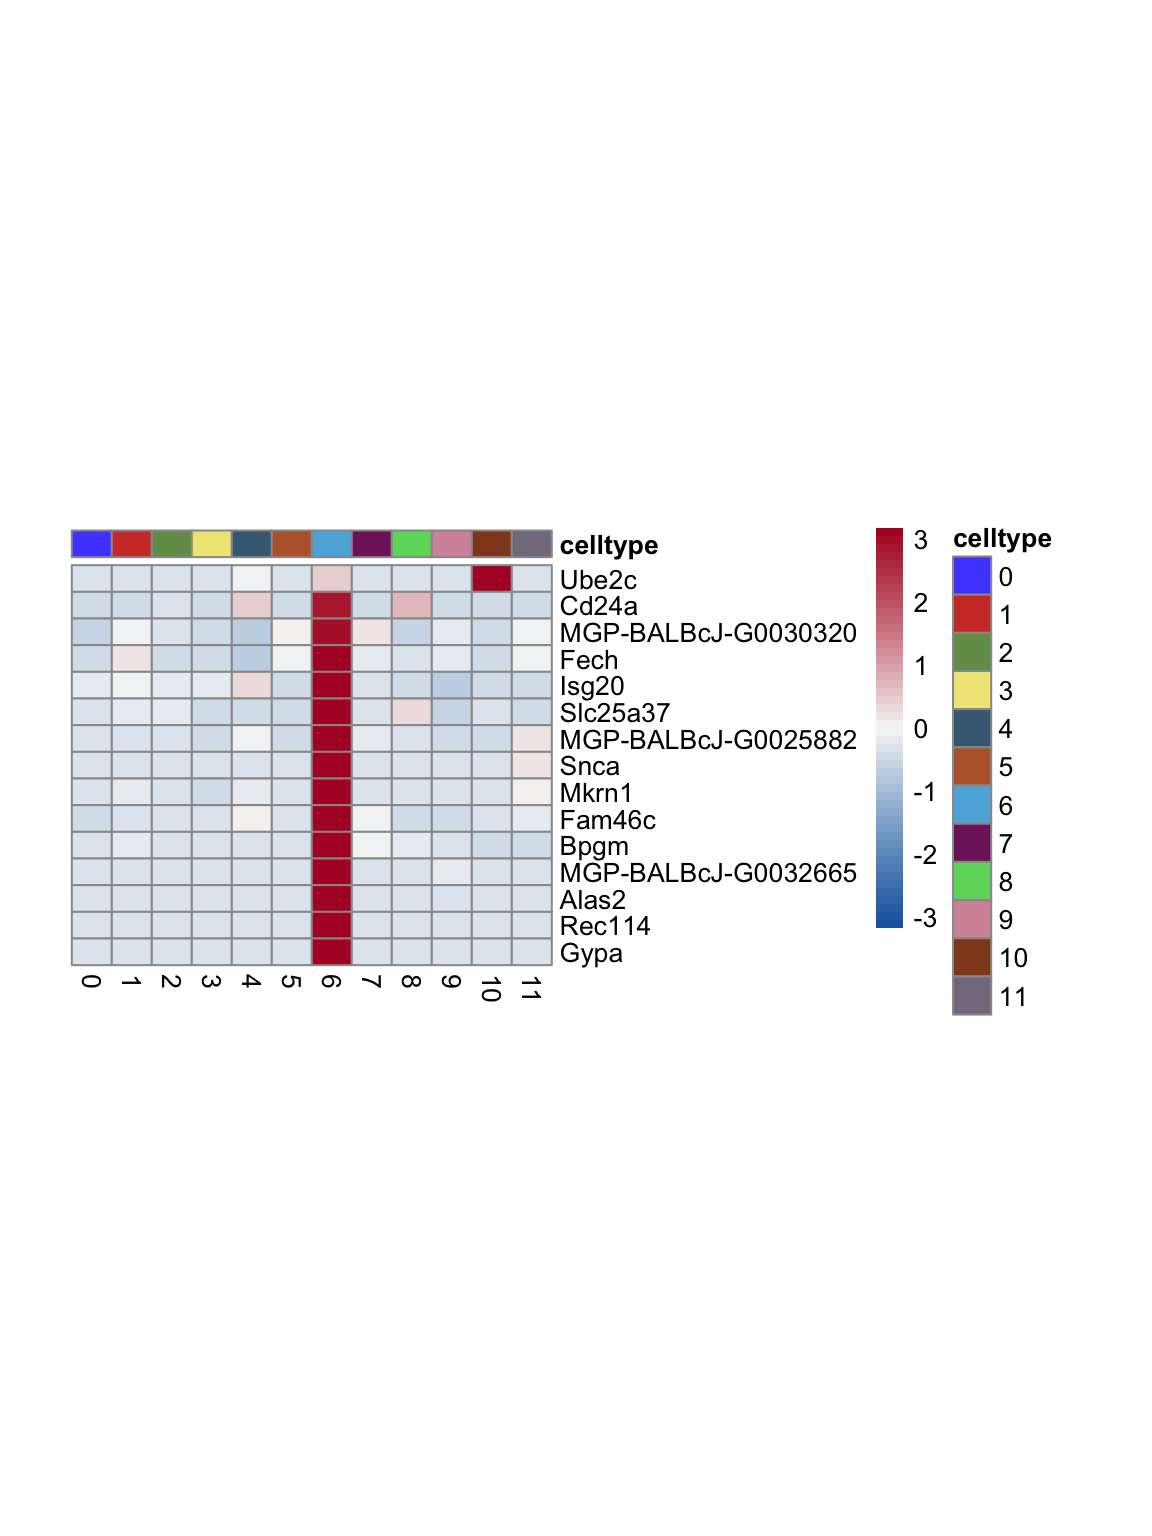 celltype
Ube2c
Cd24a
MGP-BALBcJ-G0030320
Fech
Isg20
Slc25a37
MGP-BALBcJ-G0025882
Snca
Mkrn1
Fam46c
Bpgm
MGP-BALBcJ-G0032665
Alas2
Rec114
Gypa
0 1 2 3 4 5 6 7 8 9 10 11
3
2
1
0
-1
-2
-3
celltype
0
1
2
3
4
5
6
7
8
9
10
11